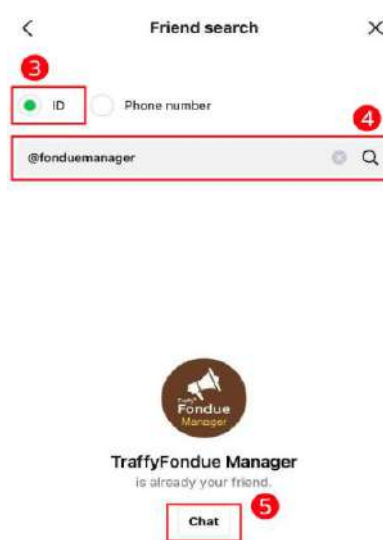 Friend search
3
ID Phone number
4
@fonduemanager
Traffy
Fondue
Manager
TraffyFondue Manager
is already your friend.
5
Chat